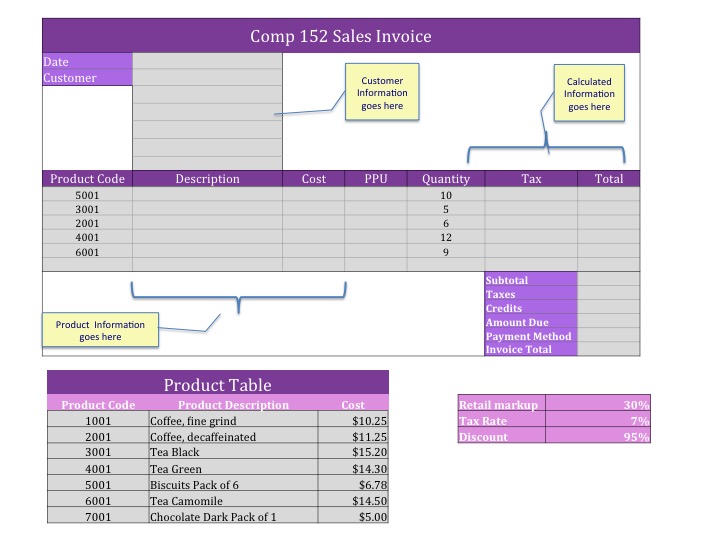 Comp 152 Sales Invoice
Date
Customer
Customer
Information
goes here
Calculated
Information
goes here
Product Code Description Cost PPU Quantity Tax Total
5001 10
3001 5
2001 6
4001 12
6001 9
Subtotal
Taxes
Credits
Amount Due
Payment Method
Invoice Total
Product Information
goes here
Product Table
Product Code Product Description Cost
1001 Coffee, fine grind $10.25
2001 Coffee, decaffeinated $11.25
3001 Tea Black $15.20
4001 Tea Green $14.30
5001 Biscuits Pack of 6 $6.78
6001 Tea Camomile $14.50
7001 Chocolate Dark Pack of 1 $5.00
Retail markup 30%
Tax Rate 7%
Discount 95%